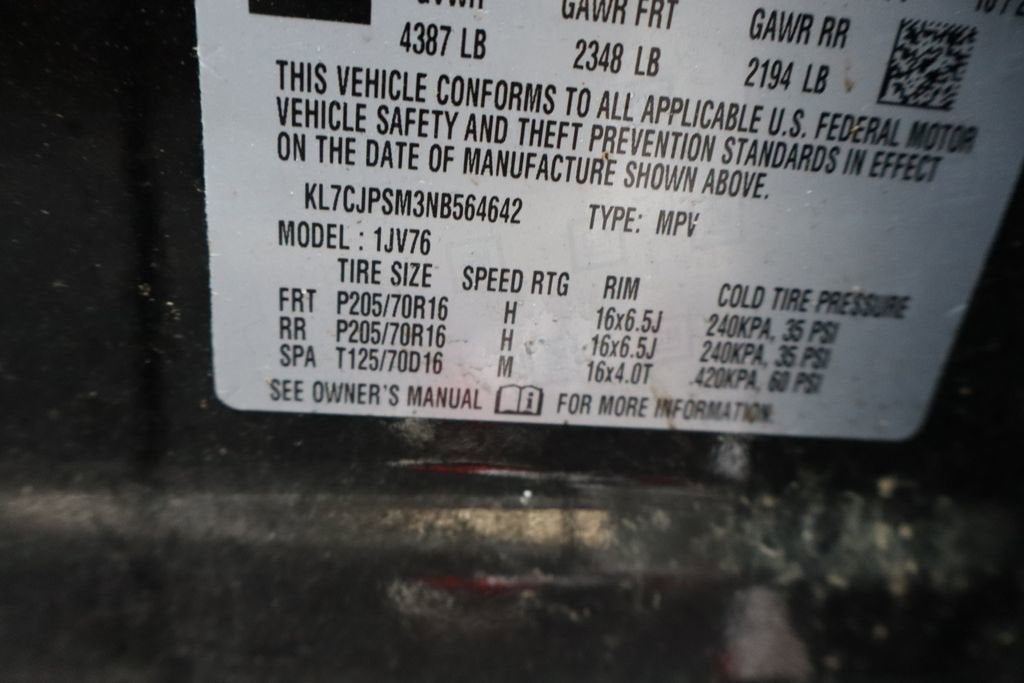 GVWR GAWR FRT GAWR RR
4387 LB 2348 LB 2194 LB
THIS VEHICLE CONFORMS TO ALL APPLICABLE U.S. FEDERAL MOTOR
VEHICLE SAFETY AND THEFT PREVENTION STANDARDS IN EFFECT
ON THE DATE OF MANUFACTURE SHOWN ABOVE.
KL7CJPSM3NB564642 TYPE: MPV
MODEL : 1JV76
TIRE SIZE SPEED RTG RIM COLD TIRE PRESSURE
FRT P205/70R16 H 16x6.5J 240KPA, 35 PSI
RR P205/70R16 H 16x6.5J 240KPA, 35 PSI
SPA T125/70D16 M 16x4.0T 420KPA, 60 PSI
SEE OWNER'S MANUAL FOR MORE INFORMATION